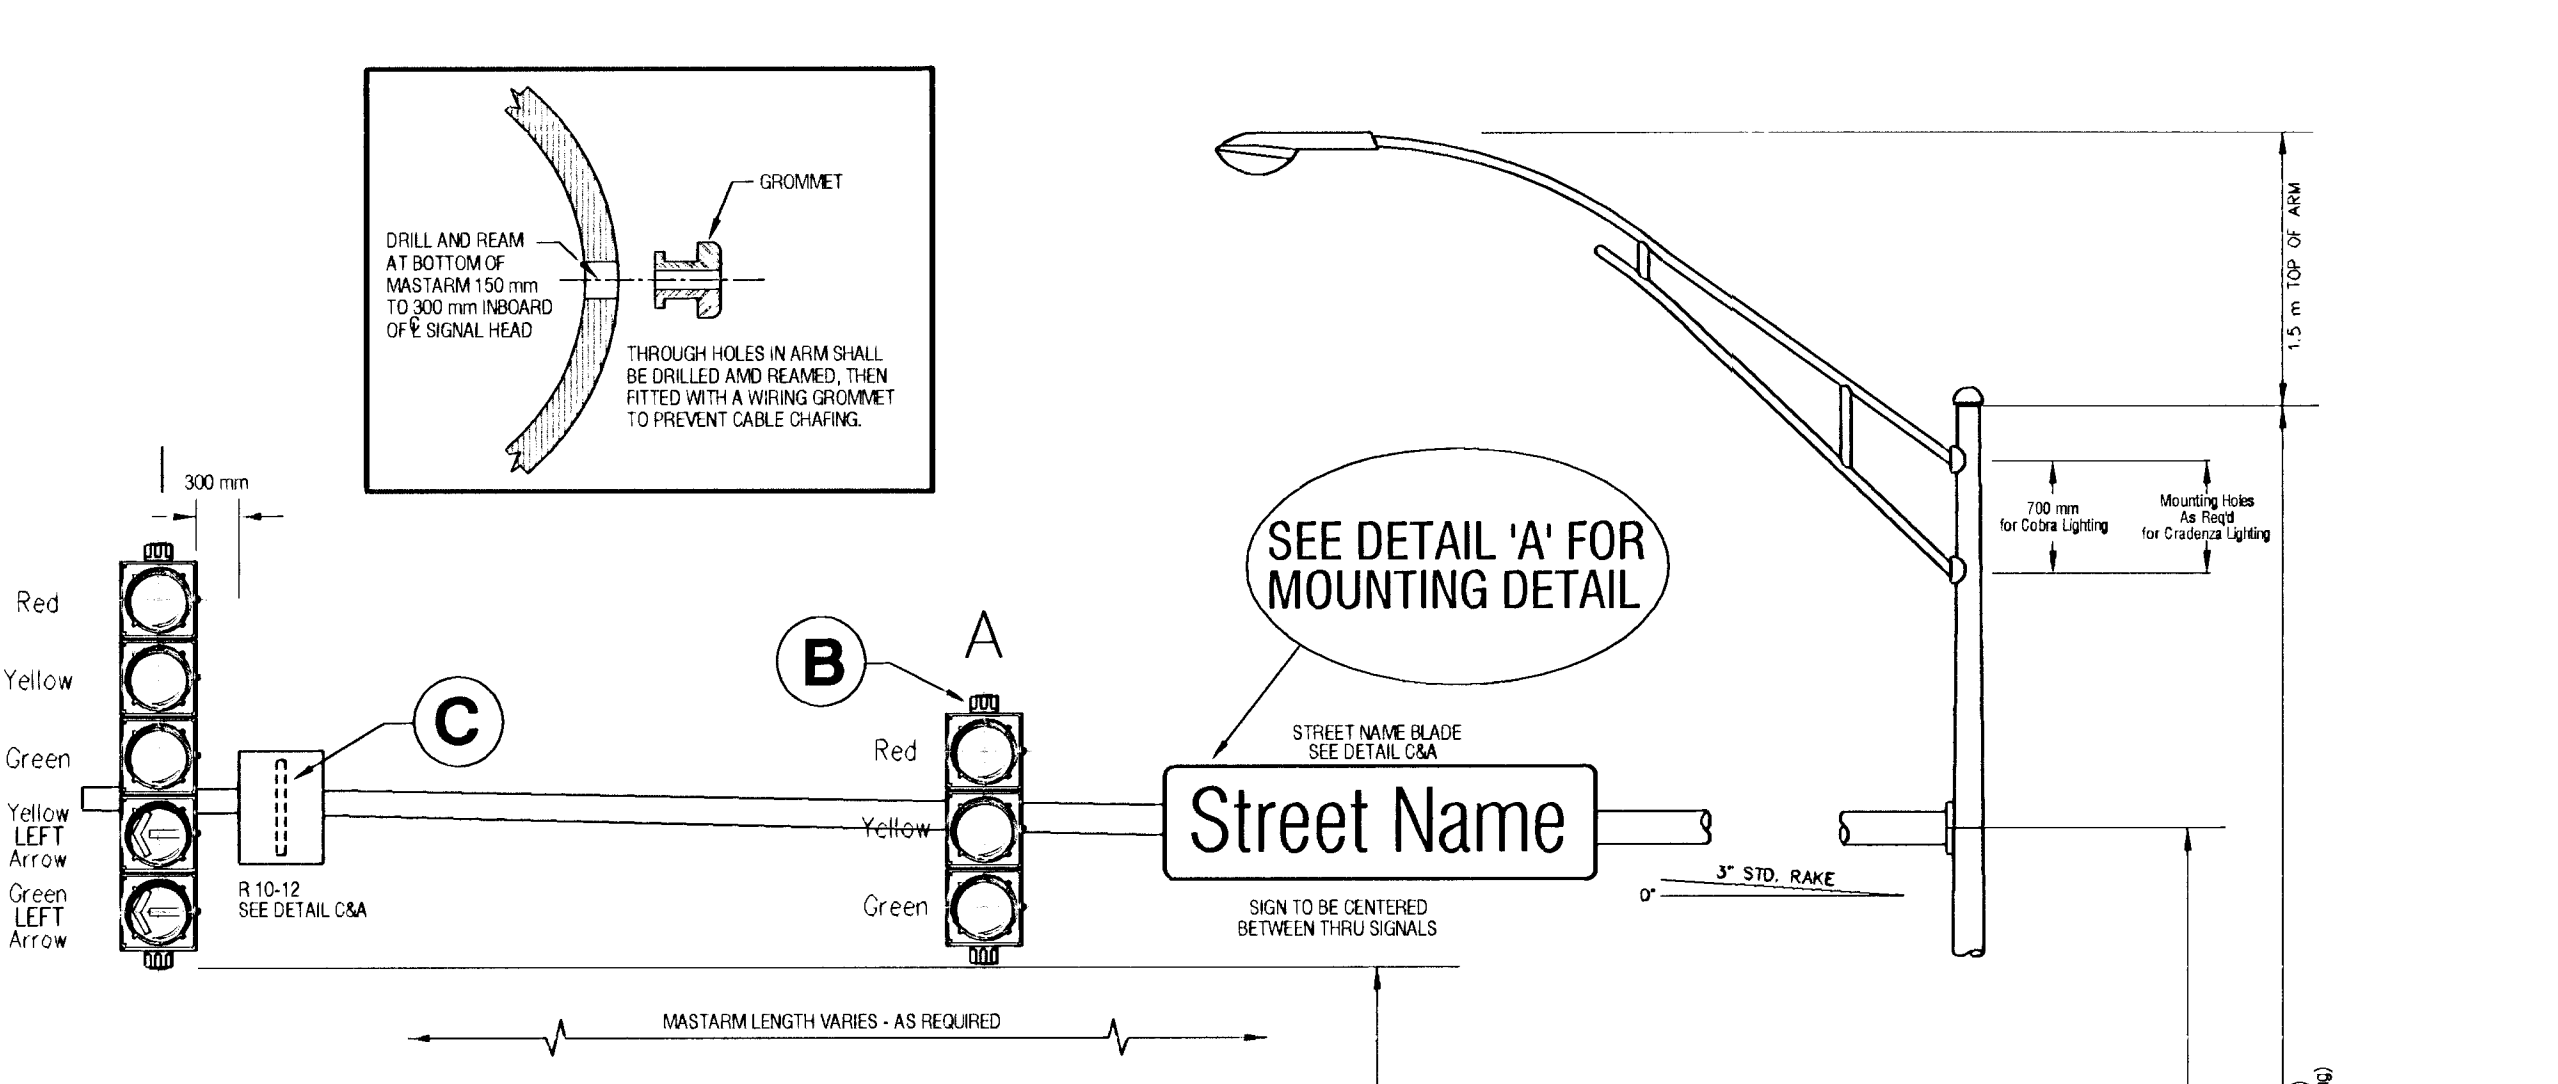 GROMMET
DRILL AND REAM
AT BOTTOM OF
MASTARM 150 mm
TO 300 mm INBOARD
OF ℄ SIGNAL HEAD
THROUGH HOLES IN ARM SHALL
BE DRILLED AMD REAMED, THEN
FITTED WITH A WIRING GROMMET
TO PREVENT CABLE CHAFING.
1.5 m TOP OF ARM
300 mm
700 mm
for Cobra Lighting
Mounting Holes
As Req'd
for Cradenza Lighting
SEE DETAIL 'A' FOR
MOUNTING DETAIL
Red
Yellow
Green
Yellow
LEFT
Arrow
Green
LEFT
Arrow
C
R 10-12
SEE DETAIL C&A
B
A
Red
Yellow
Green
STREET NAME BLADE
SEE DETAIL C&A
Street Name
SIGN TO BE CENTERED
BETWEEN THRU SIGNALS
3° STD. RAKE
0°
MASTARM LENGTH VARIES - AS REQUIRED